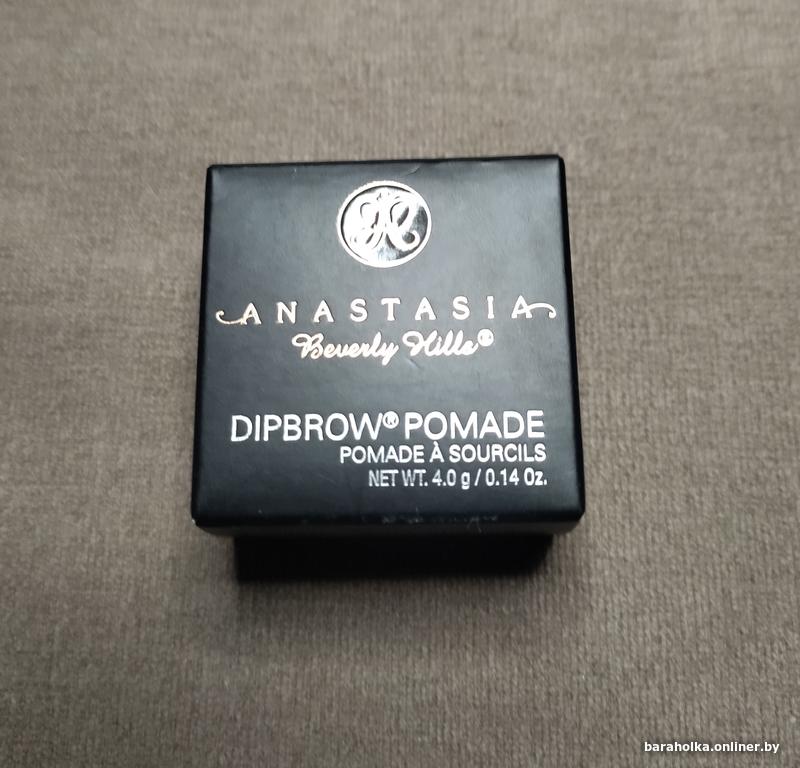 ANASTASIA
Beverly Hills®
DIPBROW® POMADE
POMADE À SOURCILS
NET WT. 4.0 g / 0.14 Oz.
baraholka.onliner.by